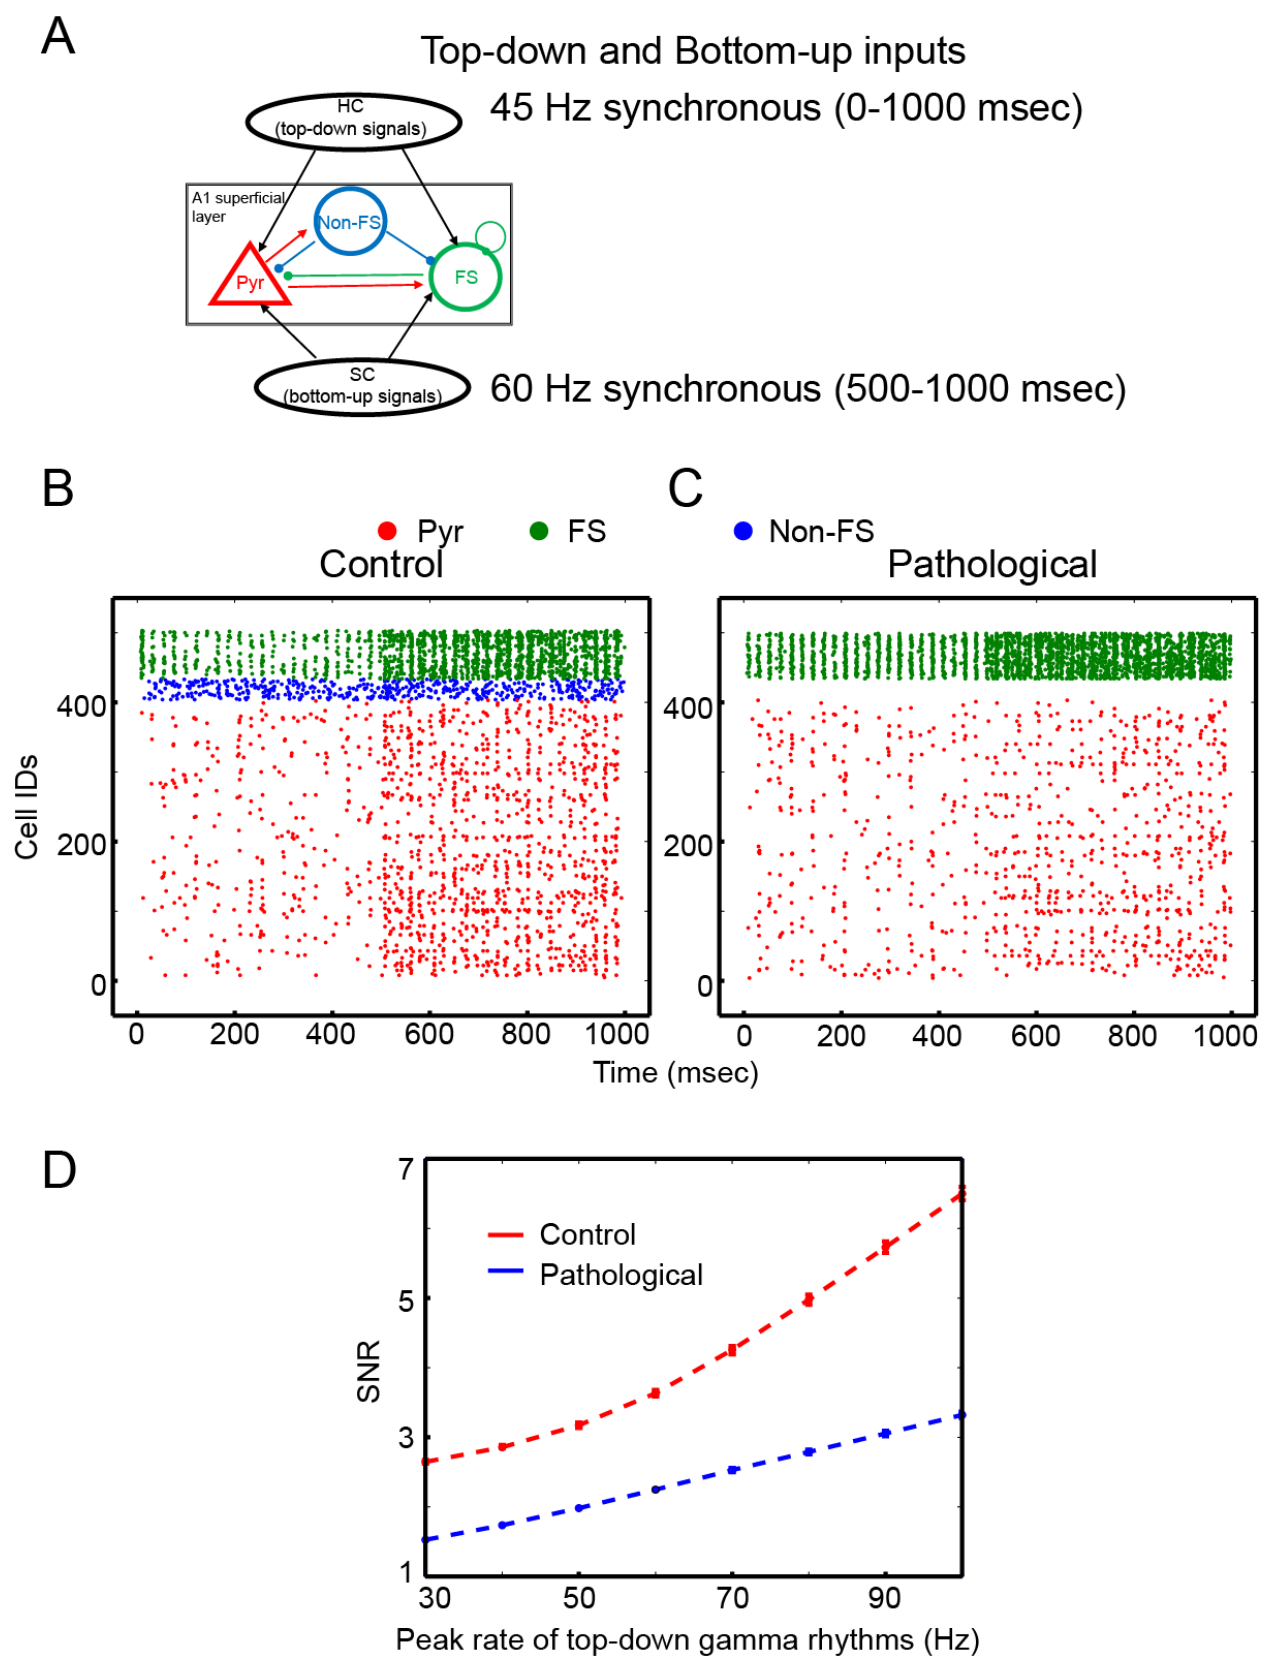 A
Top-down and Bottom-up inputs
HC
(top-down signals)
45 Hz synchronous (0-1000 msec)
A1 superficial
layer
Non-FS
Pyr
FS
SC
(bottom-up signals)
60 Hz synchronous (500-1000 msec)
B
C
Pyr
FS
Non-FS
Control
Pathological
400
200
0
Cell IDs
0 200 400 600 800 1000
400
200
0
0 200 400 600 800 1000
Time (msec)
D
7
5
3
1
SNR
Control
Pathological
30 50 70 90
Peak rate of top-down gamma rhythms (Hz)